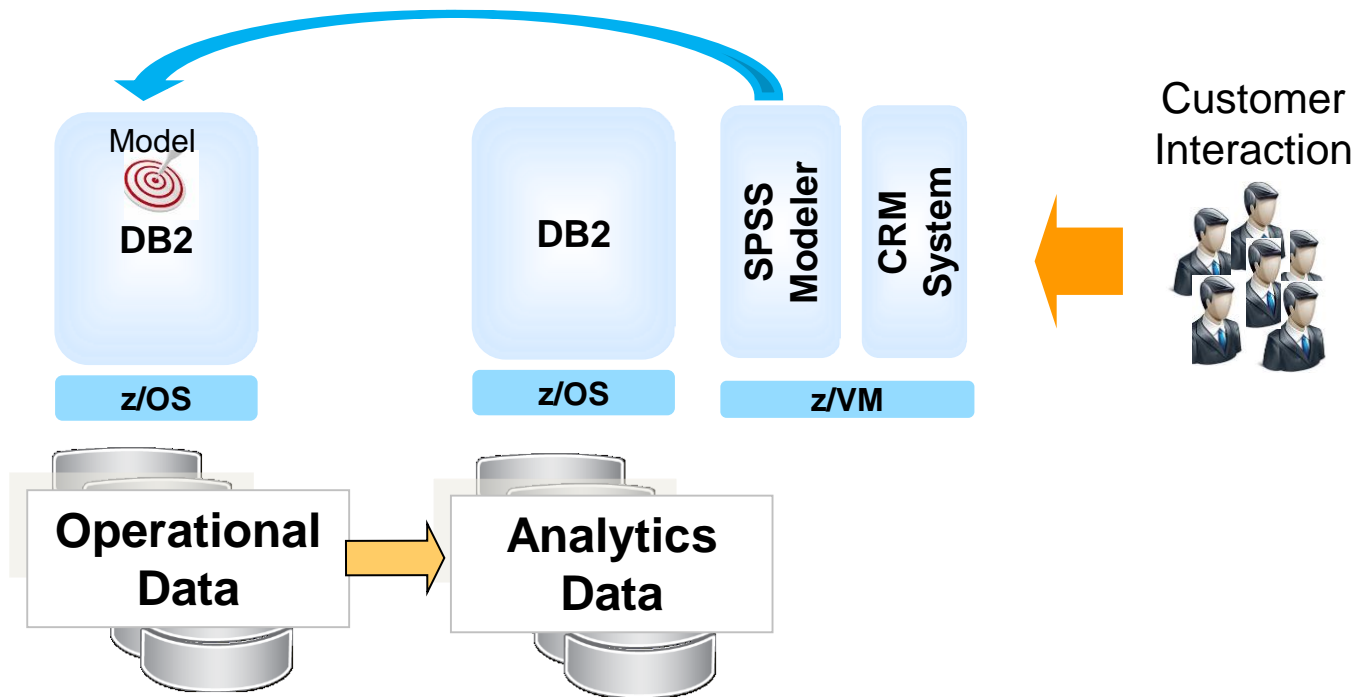 Customer
Interaction
Model
DB2
DB2
SPSS
Modeler
CRM
System
z/OS
z/OS
z/VM
Operational
Data
Analytics
Data